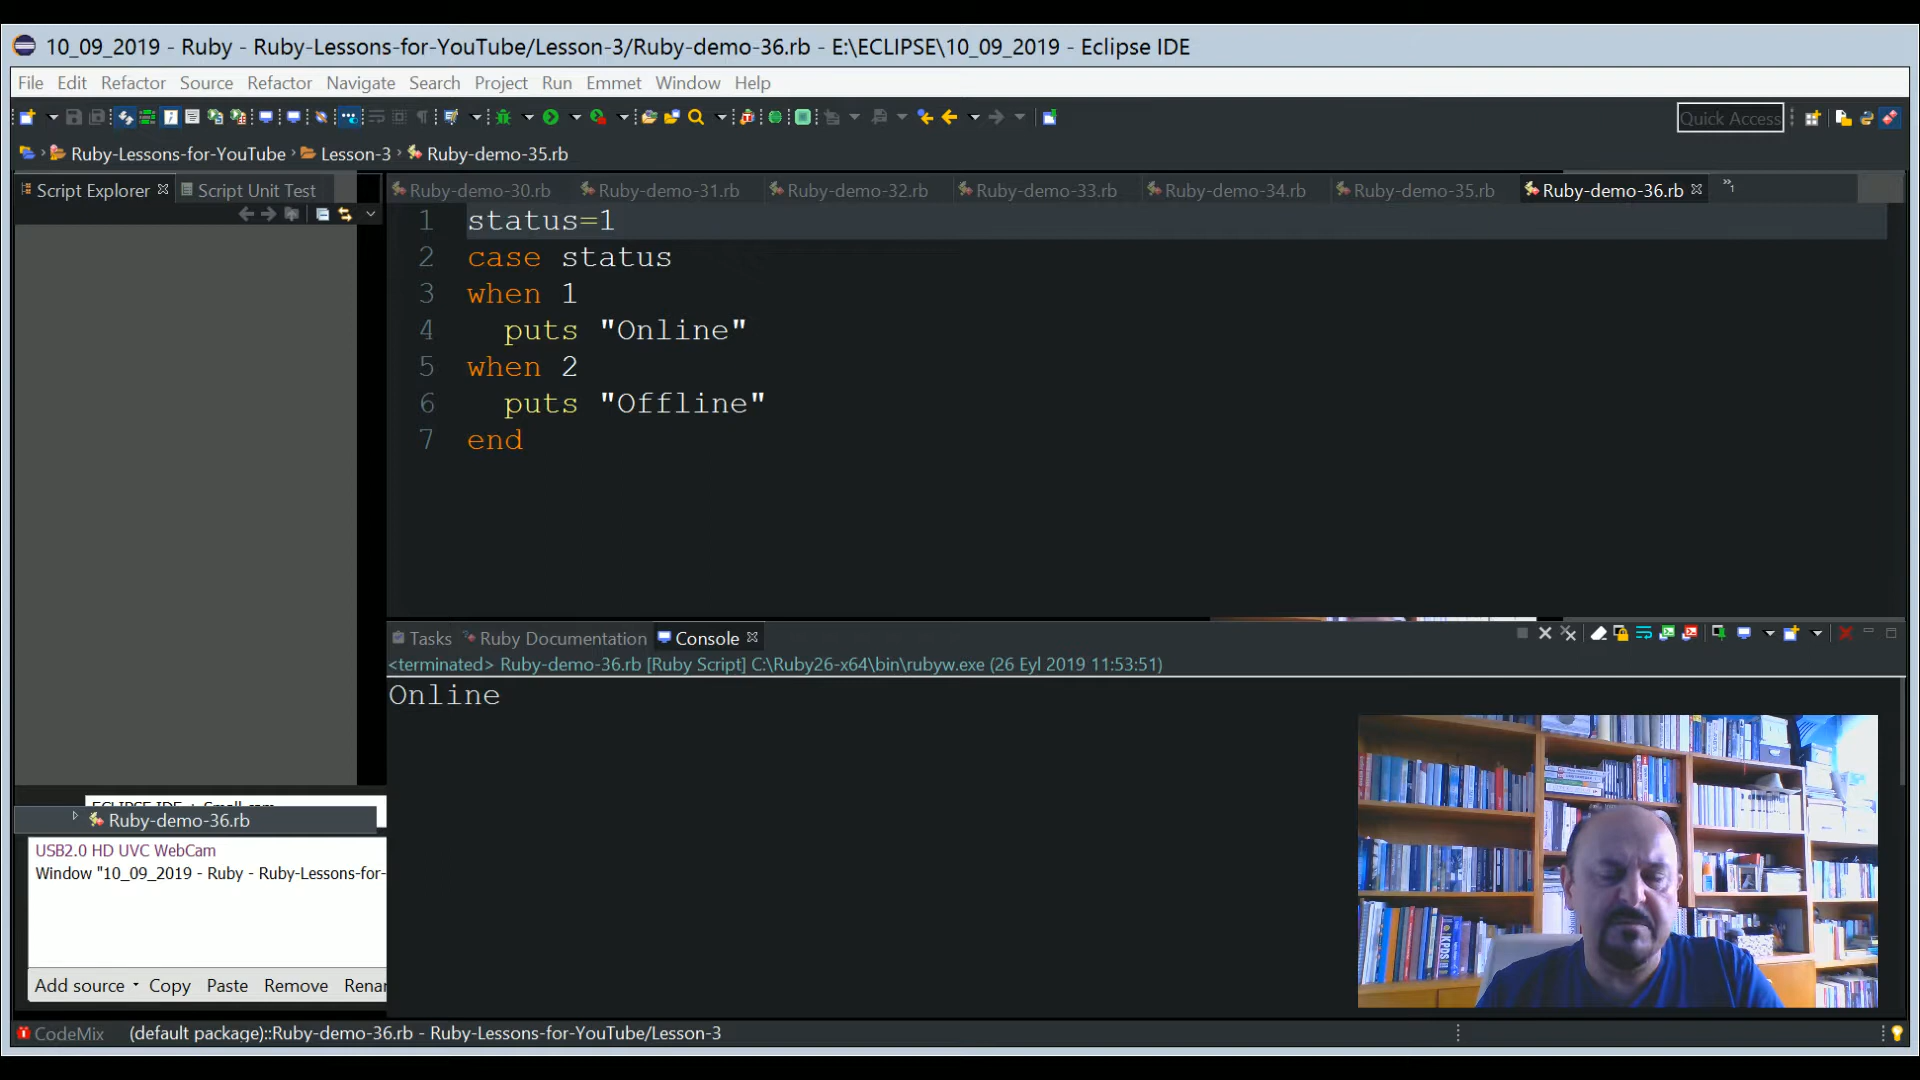 10_09_2019 - Ruby - Ruby-Lessons-for-YouTube/Lesson-3/Ruby-demo-36.rb - E:\ECLIPSE\10_09_2019 - Eclipse IDE
File Edit Refactor Source Refactor Navigate Search Project Run Emmet Window Help
Quick Access
Ruby-Lessons-for-YouTube Lesson-3 Ruby-demo-35.rb
Script Explorer Script Unit Test
Ruby-demo-30.rb Ruby-demo-31.rb Ruby-demo-32.rb Ruby-demo-33.rb Ruby-demo-34.rb Ruby-demo-35.rb Ruby-demo-36.rb »1
1 status=1
2 case status
3 when 1
4 puts "Online"
5 when 2
6 puts "Offline"
7 end
Tasks Ruby Documentation Console
<terminated> Ruby-demo-36.rb [Ruby Script] C:\Ruby26-x64\bin\rubyw.exe (26 Eyl 2019 11:53:51)
Online
Ruby-demo-36.rb
USB2.0 HD UVC WebCam
Window "10_09_2019 - Ruby - Ruby-Lessons-for-
Add source Copy Paste Remove Renar
CodeMix (default package)::Ruby-demo-36.rb - Ruby-Lessons-for-YouTube/Lesson-3